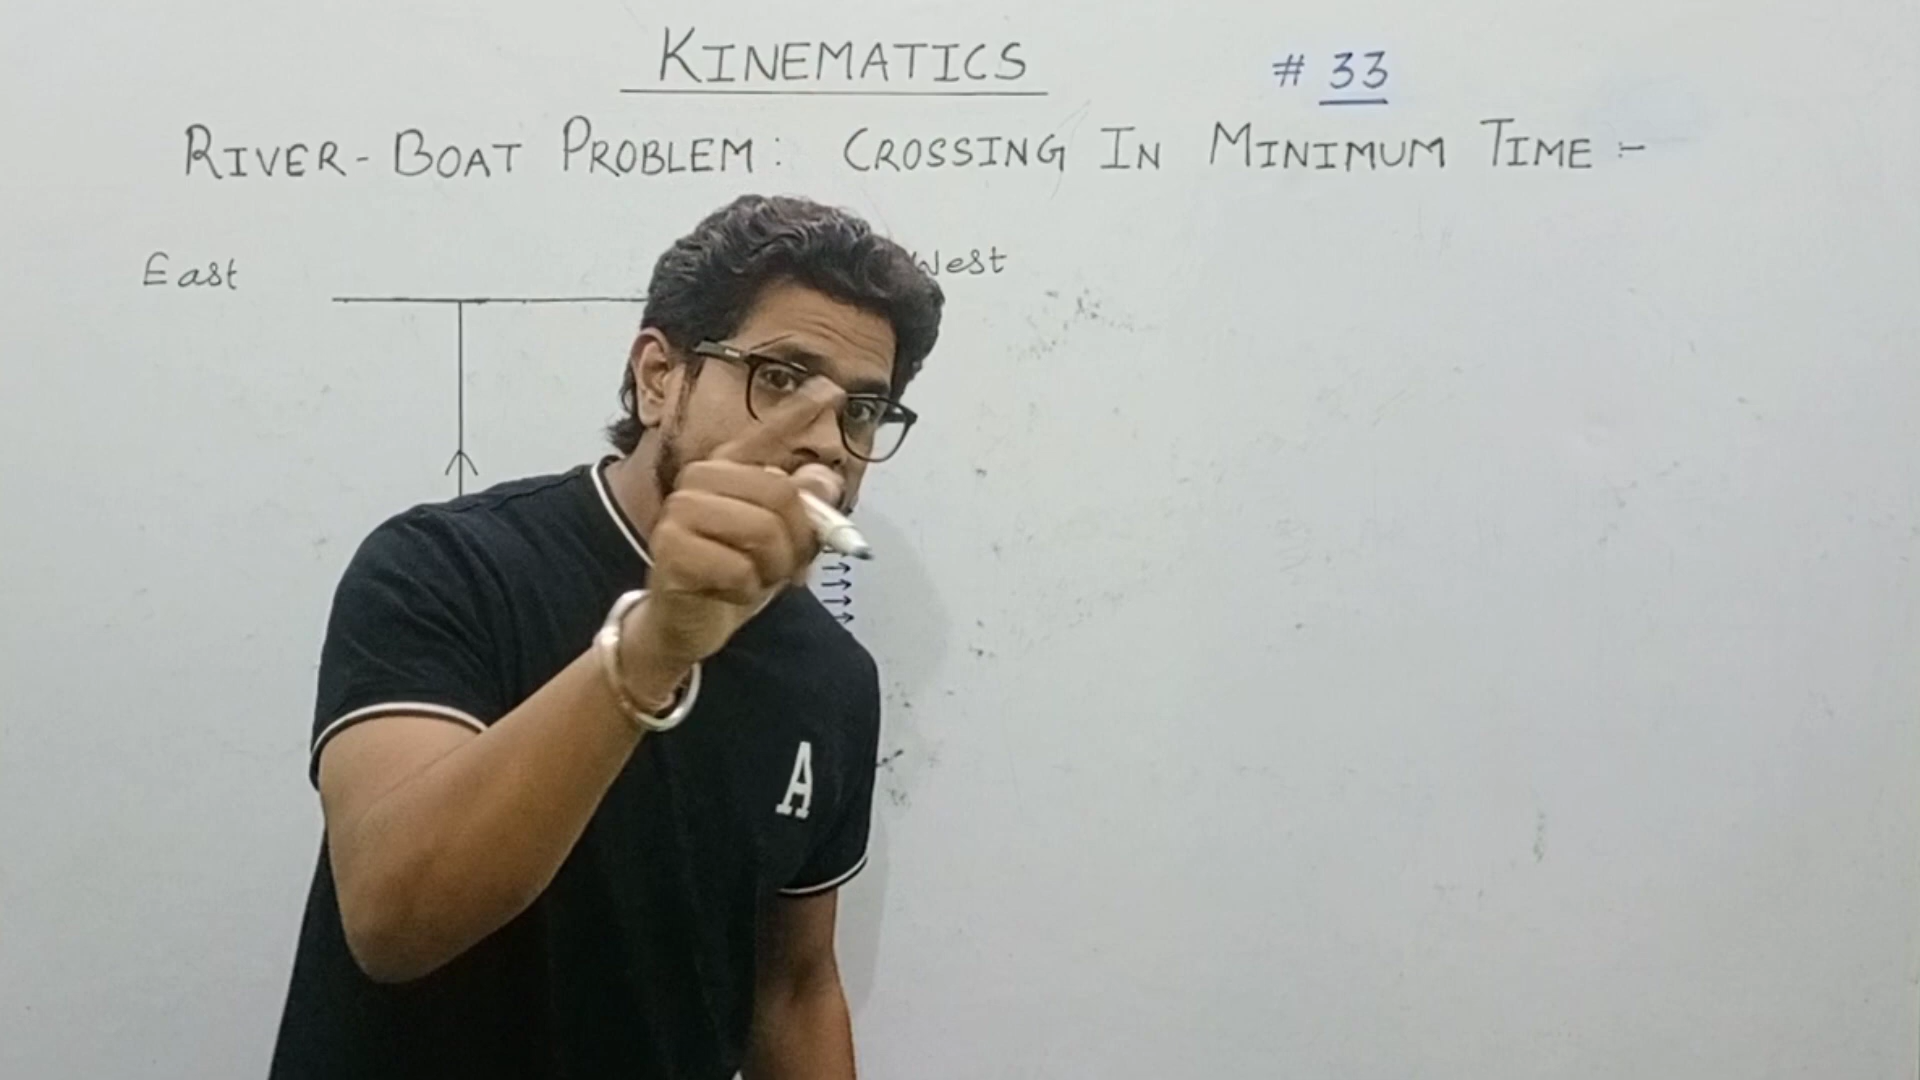 KINEMATICS # 33
RIVER-BOAT PROBLEM: CROSSING IN MINIMUM TIME :-
East West
A